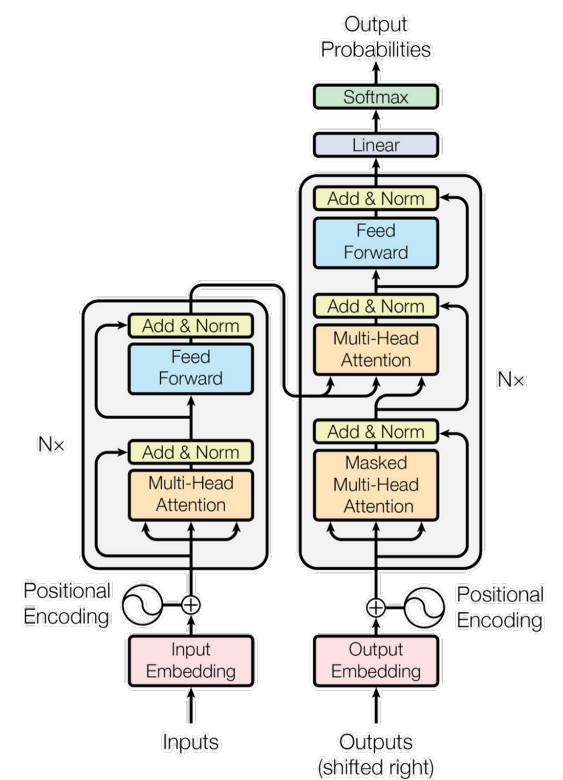 Output
Probabilities
Softmax
Linear
Add & Norm
Feed
Forward
Add & Norm
Multi-Head
Attention
Add & Norm
Masked
Multi-Head
Attention
N×
Add & Norm
Feed
Forward
Add & Norm
Multi-Head
Attention
N×
Positional
Encoding
Positional
Encoding
Input
Embedding
Output
Embedding
Inputs
Outputs
(shifted right)